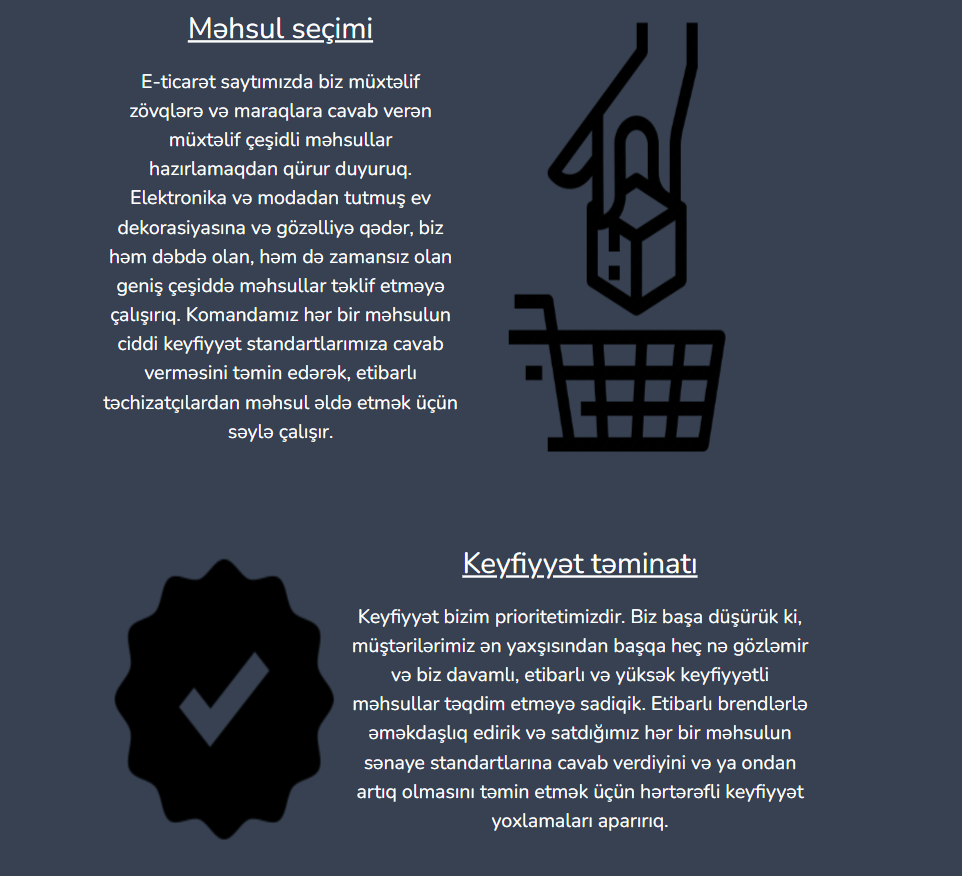 Məhsul seçimi
E-ticarət saytımızda biz müxtəlif
zövqlərə və maraqlara cavab verən
müxtəlif çeşidli məhsullar
hazırlamaqdan qürur duyuruq.
Elektronika və modadan tutmuş ev
dekorasiyasına və gözəlliyə qədər, biz
həm dəbdə olan, həm də zamansız olan
geniş çeşiddə məhsullar təklif etməyə
çalışırıq. Komandamız hər bir məhsulun
ciddi keyfiyyət standartlarımıza cavab
verməsini təmin edərək, etibarlı
təchizatçılardan məhsul əldə etmək üçün
səylə çalışır.
Keyfiyyət təminatı
Keyfiyyət bizim prioritetimizdir. Biz başa düşürük ki,
müştərilərimiz ən yaxşısından başqa heç nə gözləmir
və biz davamlı, etibarlı və yüksək keyfiyyətli
məhsullar təqdim etməyə sadiqik. Etibarlı brendlərlə
əməkdaşlıq edirik və satdığımız hər bir məhsulun
sənaye standartlarına cavab verdiyini və ya ondan
artıq olmasını təmin etmək üçün hərtərəfli keyfiyyət
yoxlamaları aparırıq.